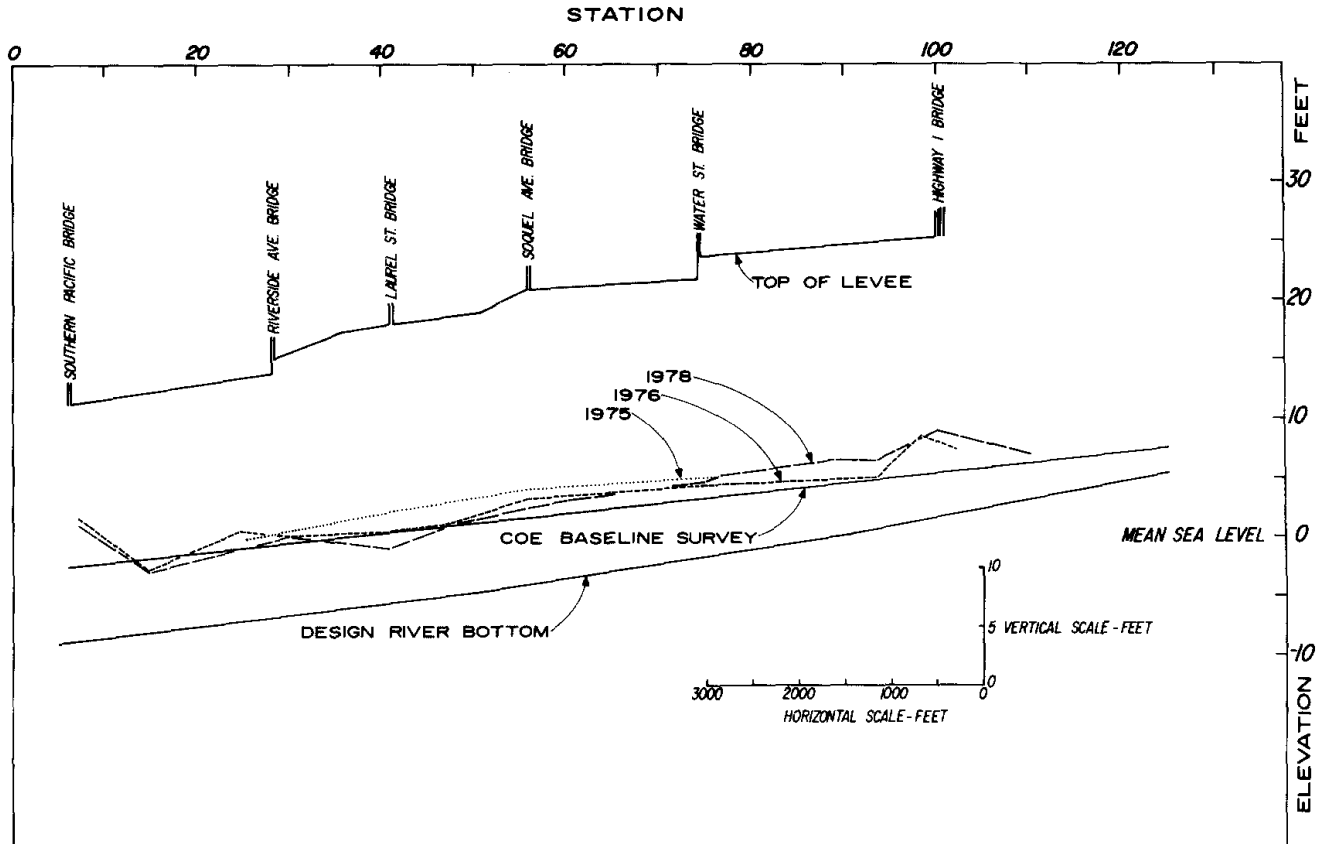 STATION
0 20 40 60 80 100 120
FEET
30
20
10
0
-10
ELEVATION
SOUTHERN PACIFIC BRIDGE
RIVERSIDE AVE. BRIDGE
LAUREL ST. BRIDGE
SOQUEL AVE. BRIDGE
WATER ST. BRIDGE
HIGHWAY 1 BRIDGE
TOP OF LEVEE
1978
1976
1975
COE BASELINE SURVEY
MEAN SEA LEVEL
DESIGN RIVER BOTTOM
10
5 VERTICAL SCALE-FEET
0
3000 2000 1000 0
HORIZONTAL SCALE-FEET